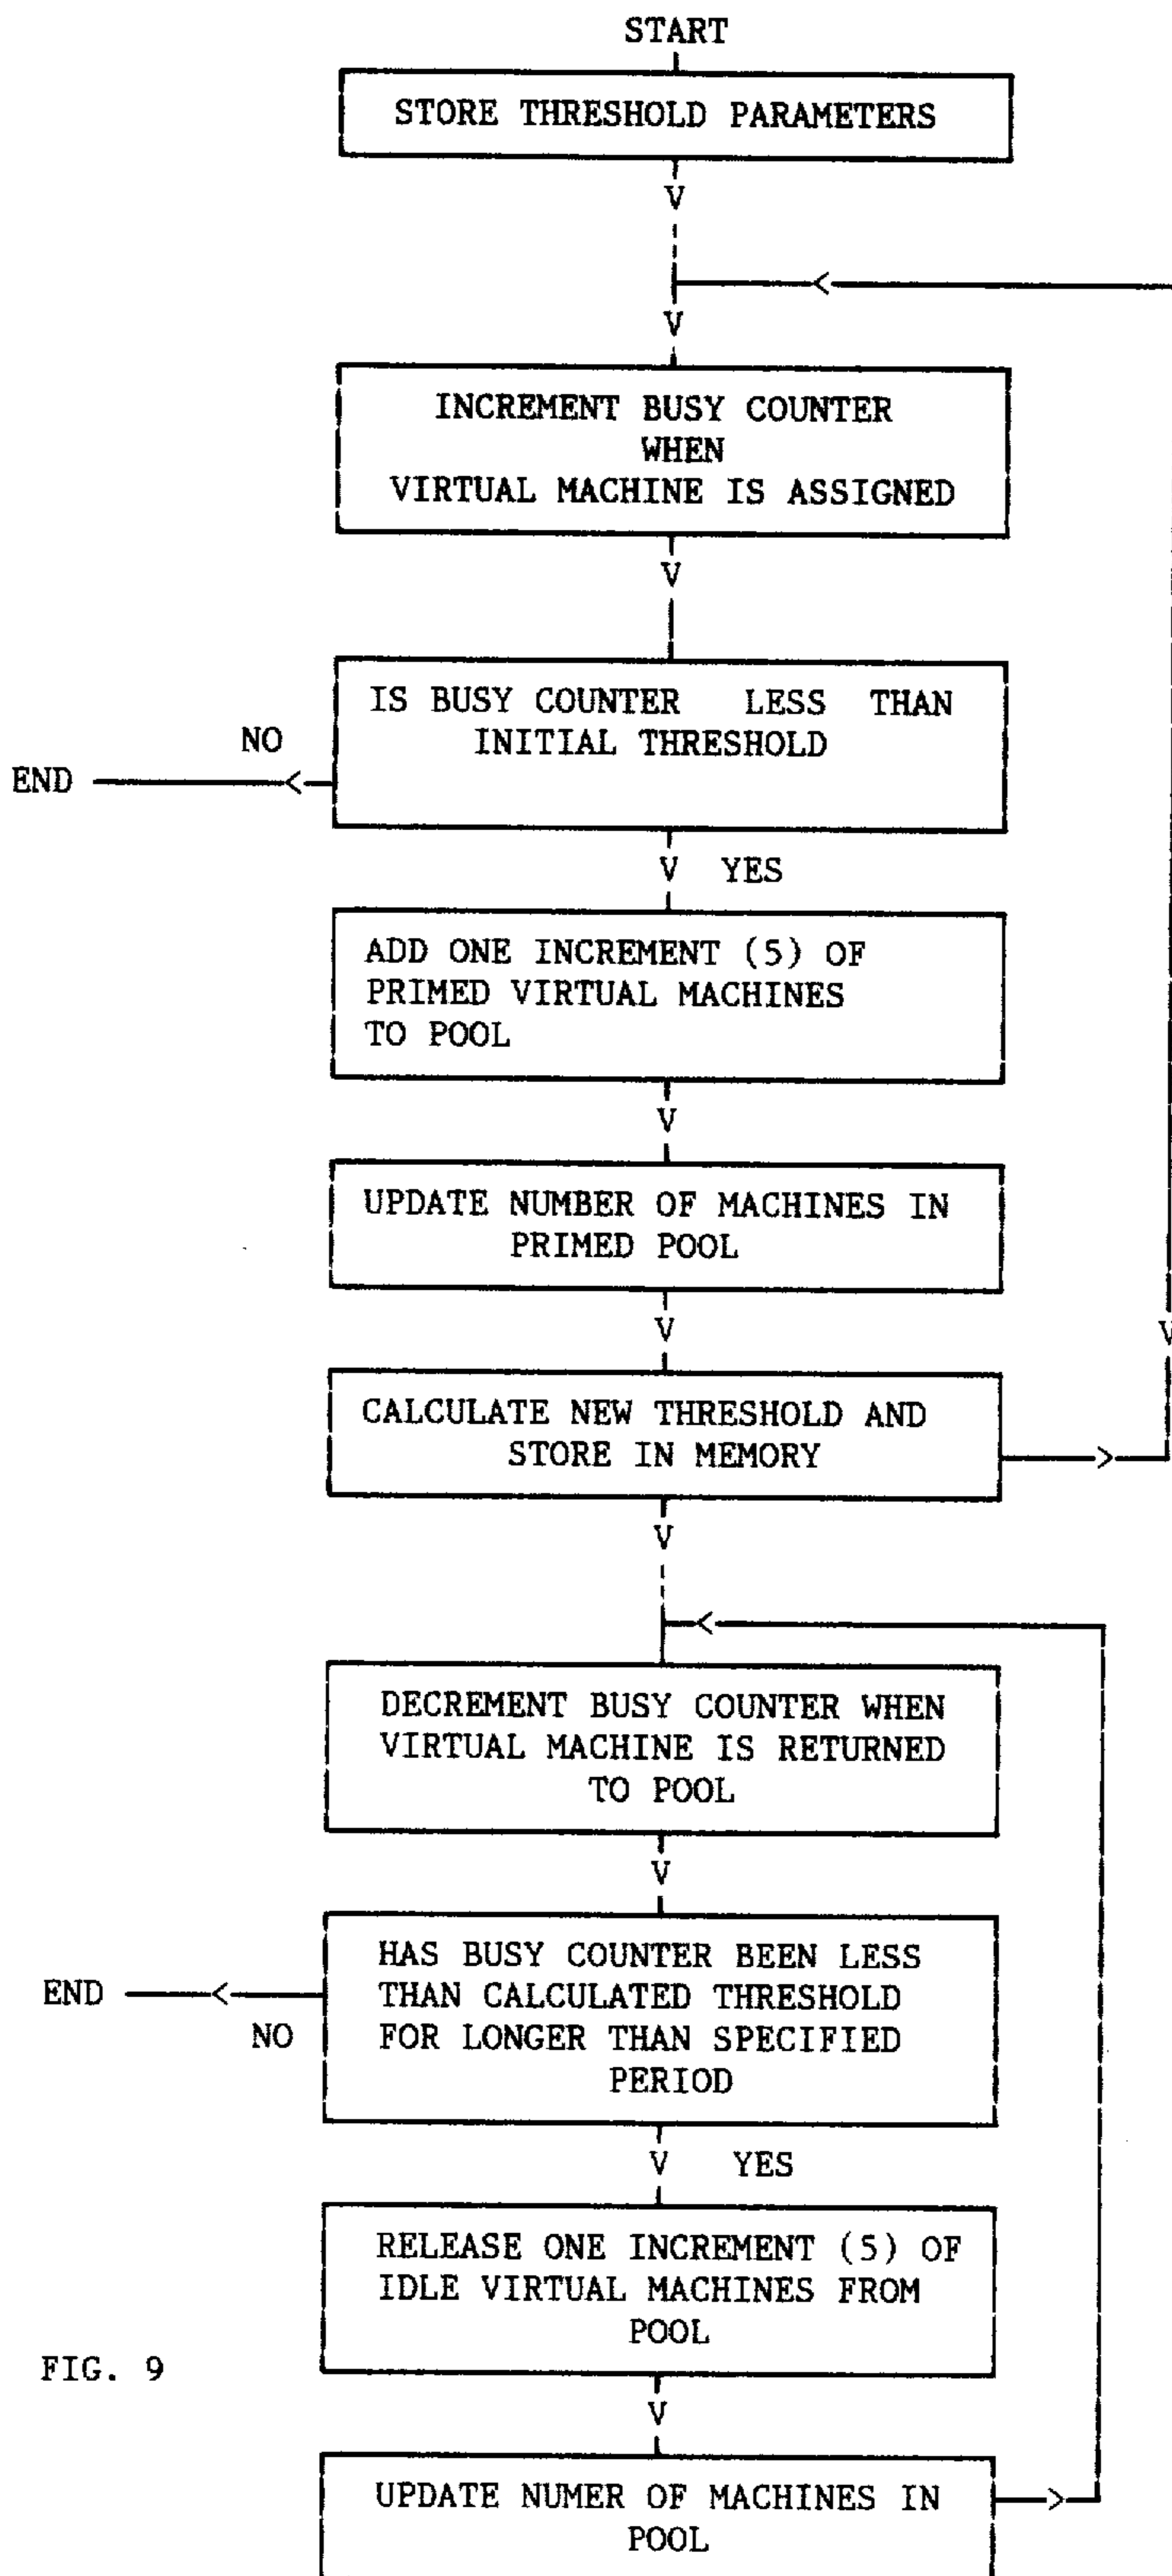 START
STORE THRESHOLD PARAMETERS
V
<
V
INCREMENT BUSY COUNTER
WHEN
VIRTUAL MACHINE IS ASSIGNED
V
IS BUSY COUNTER LESS THAN
INITIAL THRESHOLD
NO
END <
V YES
ADD ONE INCREMENT (5) OF
PRIMED VIRTUAL MACHINES
TO POOL
V
UPDATE NUMBER OF MACHINES IN
PRIMED POOL
V
V
CALCULATE NEW THRESHOLD AND
STORE IN MEMORY
>
V
<
DECREMENT BUSY COUNTER WHEN
VIRTUAL MACHINE IS RETURNED
TO POOL
V
HAS BUSY COUNTER BEEN LESS
THAN CALCULATED THRESHOLD
FOR LONGER THAN SPECIFIED
PERIOD
END <
NO
V YES
RELEASE ONE INCREMENT (5) OF
IDLE VIRTUAL MACHINES FROM
POOL
FIG. 9
V
UPDATE NUMER OF MACHINES IN
POOL
>